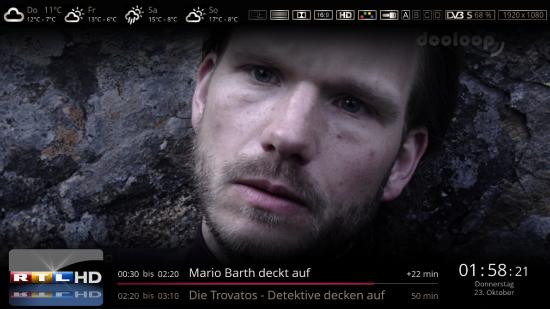 Do 11°C
12°C - 7°C
Fr
13°C - 6°C
Sa
15°C - 8°C
So
17°C - 8°C
16:9
HD
A B C D
DVB S 68 %
1920 x 1080
dooloop
RTL HD
00:30 bis 02:20 Mario Barth deckt auf +22 min
02:20 bis 03:10 Die Trovatos - Detektive decken auf 50 min
01:58:21
Donnerstag
23. Oktober